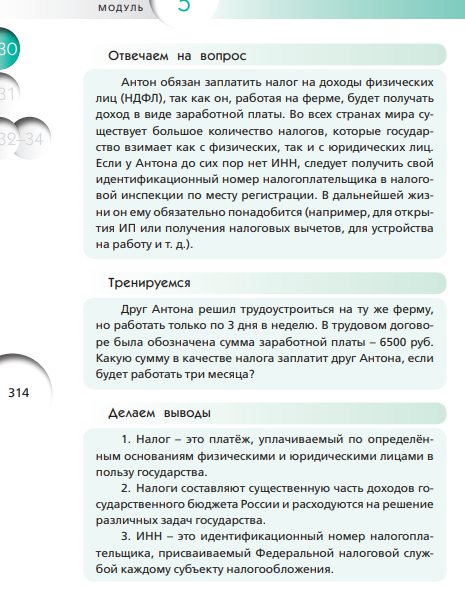 МОДУЛЬ 5
30
31
32–34
Отвечаем на вопрос
Антон обязан заплатить налог на доходы физических
лиц (НДФЛ), так как он, работая на ферме, будет получать
доход в виде заработной платы. Во всех странах мира су-
ществует большое количество налогов, которые государ-
ство взимает как с физических, так и с юридических лиц.
Если у Антона до сих пор нет ИНН, следует получить свой
идентификационный номер налогоплательщика в налого-
вой инспекции по месту регистрации. В дальнейшей жиз-
ни он ему обязательно понадобится (например, для откры-
тия ИП или получения налоговых вычетов, для устройства
на работу и т. д.).
Тренируемся
Друг Антона решил трудоустроиться на ту же ферму,
но работать только по 3 дня в неделю. В трудовом догово-
ре была обозначена сумма заработной платы – 6500 руб.
Какую сумму в качестве налога заплатит друг Антона, если
будет работать три месяца?
314
Делаем выводы
1. Налог – это платёж, уплачиваемый по определён-
ным основаниям физическими и юридическими лицами в
пользу государства.
2. Налоги составляют существенную часть доходов го-
сударственного бюджета России и расходуются на решение
различных задач государства.
3. ИНН – это идентификационный номер налогопла-
тельщика, присваиваемый Федеральной налоговой служ-
бой каждому субъекту налогообложения.